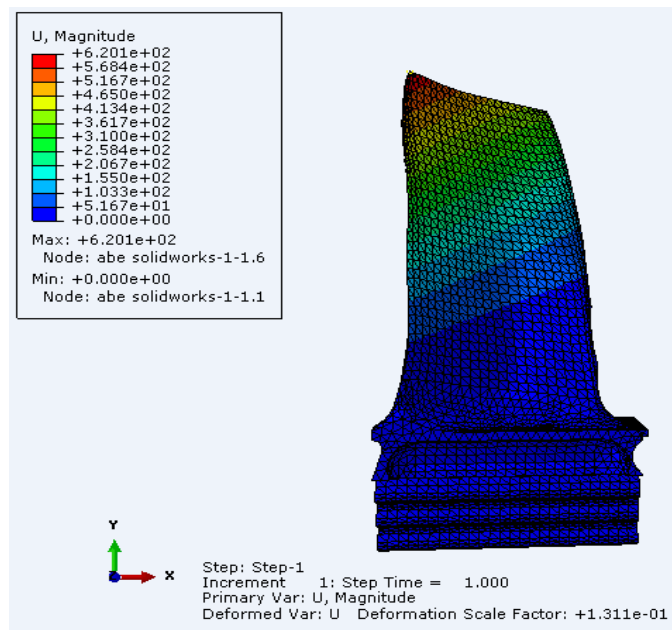 U, Magnitude
+6.201e+02
+5.684e+02
+5.167e+02
+4.650e+02
+4.134e+02
+3.617e+02
+3.100e+02
+2.584e+02
+2.067e+02
+1.550e+02
+1.033e+02
+5.167e+01
+0.000e+00
Max: +6.201e+02
Node: abe solidworks-1-1.6
Min: +0.000e+00
Node: abe solidworks-1-1.1
Y
X
Step: Step-1
Increment 1: Step Time = 1.000
Primary Var: U, Magnitude
Deformed Var: U Deformation Scale Factor: +1.311e-01